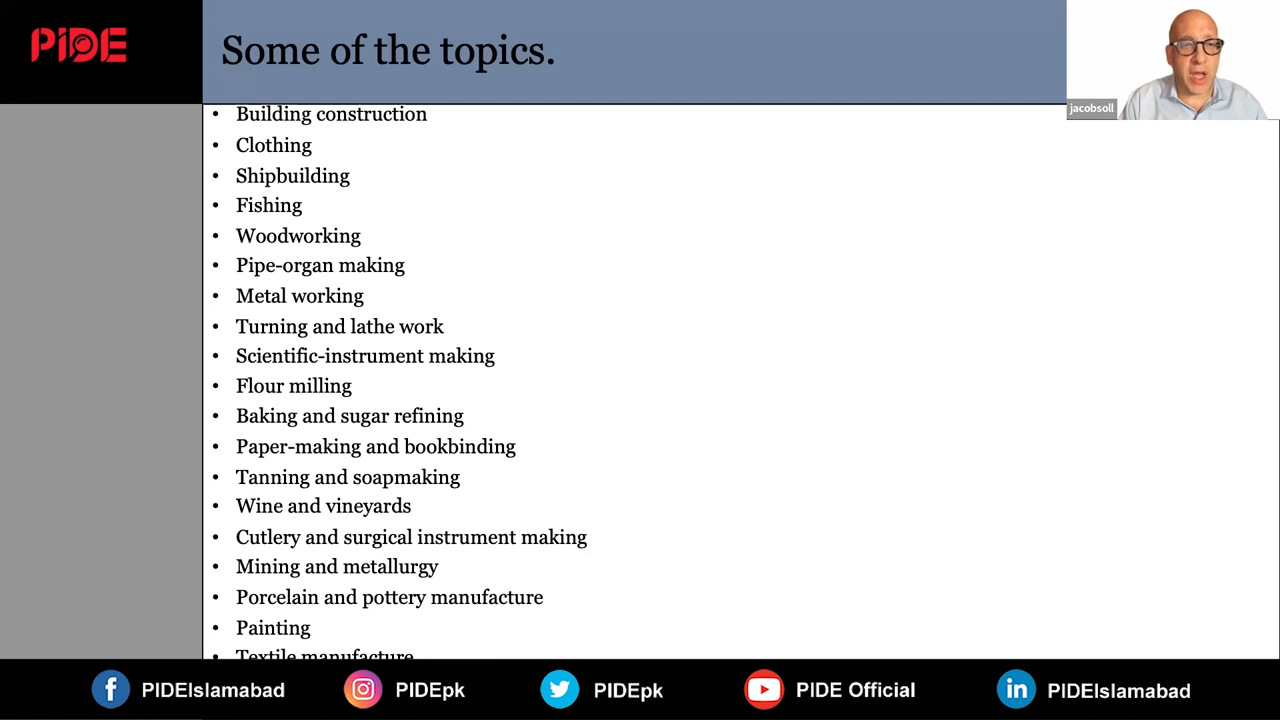 PIDE
Some of the topics.
jacobsoll
• Building construction
• Clothing
• Shipbuilding
• Fishing
• Woodworking
• Pipe-organ making
• Metal working
• Turning and lathe work
• Scientific-instrument making
• Flour milling
• Baking and sugar refining
• Paper-making and bookbinding
• Tanning and soapmaking
• Wine and vineyards
• Cutlery and surgical instrument making
• Mining and metallurgy
• Porcelain and pottery manufacture
• Painting
• Textile manufacture
PIDEIslamabad
PIDEpk
PIDEpk
PIDE Official
PIDEIslamabad